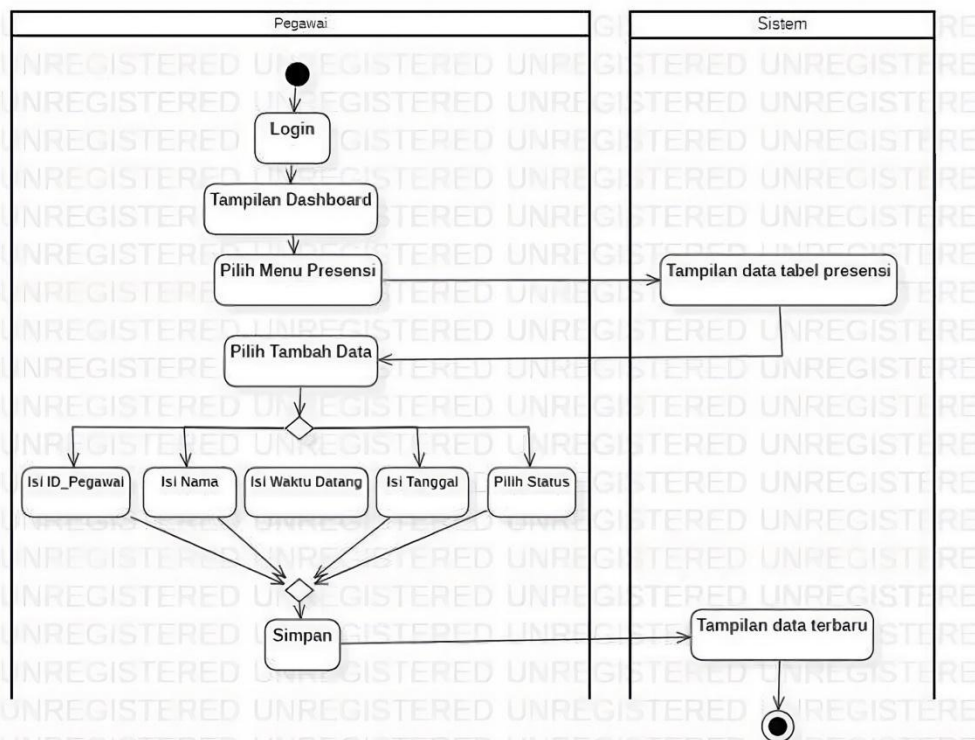 Pegawai
Sistem
Login
Tampilan Dashboard
Pilih Menu Presensi
Tampilan data tabel presensi
Pilih Tambah Data
Isi ID_Pegawai
Isi Nama
Isi Waktu Datang
Isi Tanggal
Pilih Status
Simpan
Tampilan data terbaru
UNREGISTERED